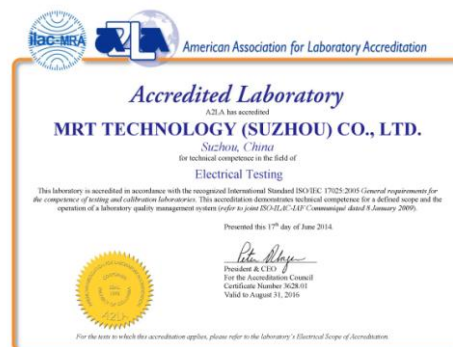 ilac-MRA
A2LA
American Association for Laboratory Accreditation
Accredited Laboratory
A2LA has accredited
MRT TECHNOLOGY (SUZHOU) CO., LTD.
Suzhou, China
for technical competence in the field of
Electrical Testing
This laboratory is accredited in accordance with the recognized International Standard ISO/IEC 17025:2005 General requirements for
the competence of testing and calibration laboratories. This accreditation demonstrates technical competence for a defined scope and the
operation of a laboratory quality management system (refer to joint ISO-ILAC-IAF Communiqué dated 8 January 2009).
Presented this 17th day of June 2014.
President & CEO
For the Accreditation Council
Certificate Number 3628.01
Valid to August 31, 2016
A2LA
For the tests to which this accreditation applies, please refer to the laboratory's Electrical Scope of Accreditation.